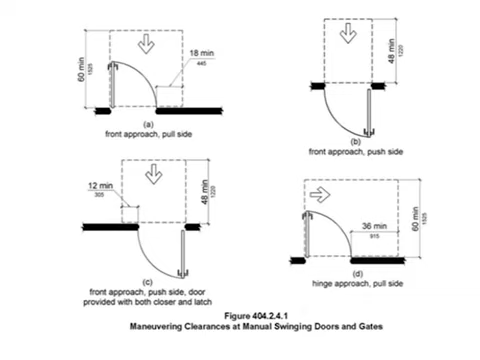 60 min
1525
18 min
445
(a)
front approach, pull side
48 min
1220
(b)
front approach, push side
12 min
305
48 min
1220
(c)
front approach, push side, door
provided with both closer and latch
36 min
915
60 min
1525
(d)
hinge approach, pull side
Figure 404.2.4.1
Maneuvering Clearances at Manual Swinging Doors and Gates